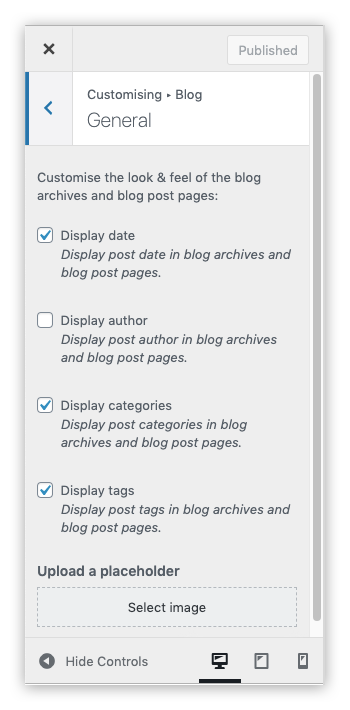 Published
Customising ▸ Blog
General
Customise the look & feel of the blog
archives and blog post pages:
Display date
Display post date in blog archives and
blog post pages.
Display author
Display post author in blog archives
and blog post pages.
Display categories
Display post categories in blog
archives and blog post pages.
Display tags
Display post tags in blog archives and
blog post pages.
Upload a placeholder
Select image
Hide Controls